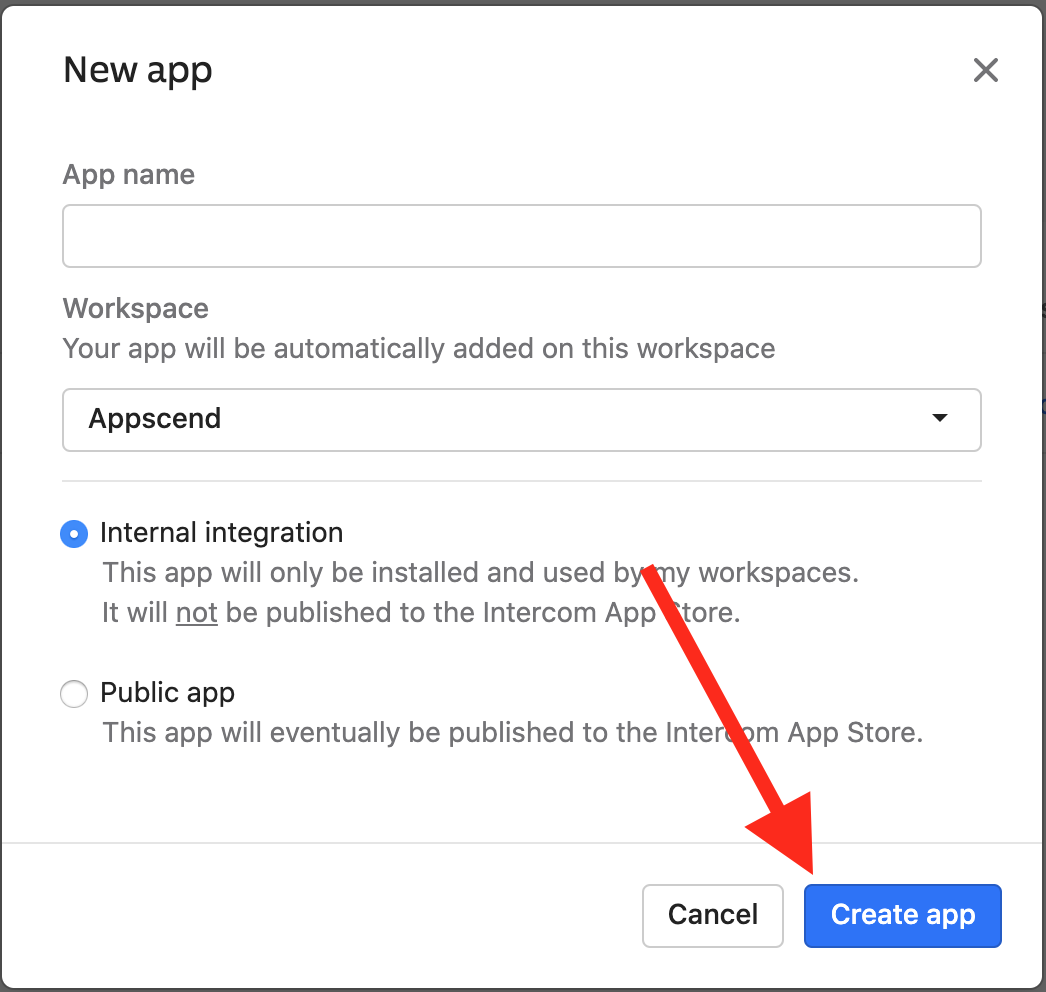 New app
App name
Workspace
Your app will be automatically added on this workspace
Appscend
Internal integration
This app will only be installed and used by my workspaces.
It will not be published to the Intercom App Store.
Public app
This app will eventually be published to the Intercom App Store.
Cancel
Create app